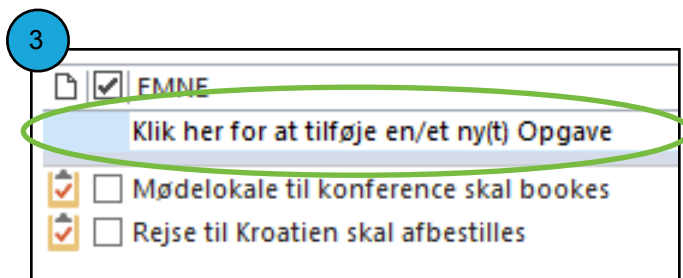 3
EMNE
Klik her for at tilføje en/et ny(t) Opgave
Mødelokale til konference skal bookes
Rejse til Kroatien skal afbestilles